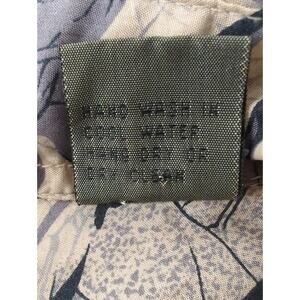 HAND WASH IN
COOL WATER
HANG DRY OR
DRY CLEAN